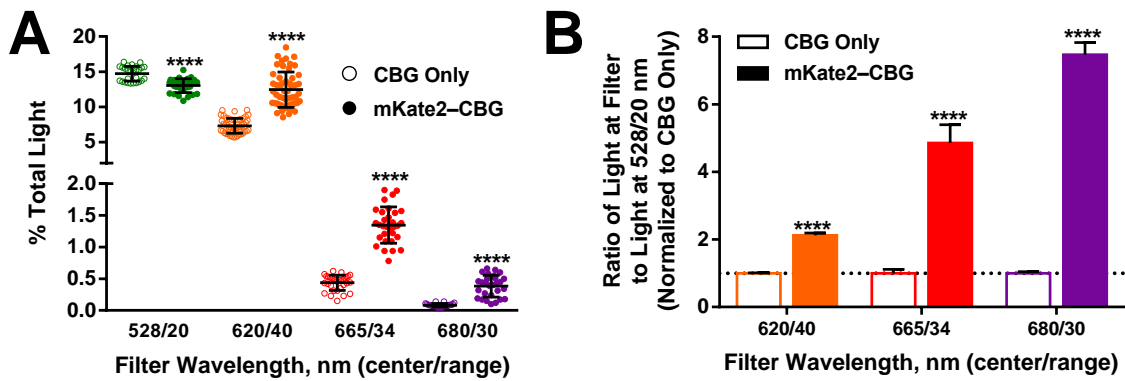 A
% Total Light
20
15
10
5
2.0
1.5
1.0
0.5
0.0
****
****
****
****
CBG Only
mKate2–CBG
528/20
620/40
665/34
680/30
Filter Wavelength, nm (center/range)
B
Ratio of Light at Filter
to Light at 528/20 nm
(Normalized to CBG Only)
8
6
4
2
0
CBG Only
mKate2–CBG
****
****
****
620/40
665/34
680/30
Filter Wavelength, nm (center/range)